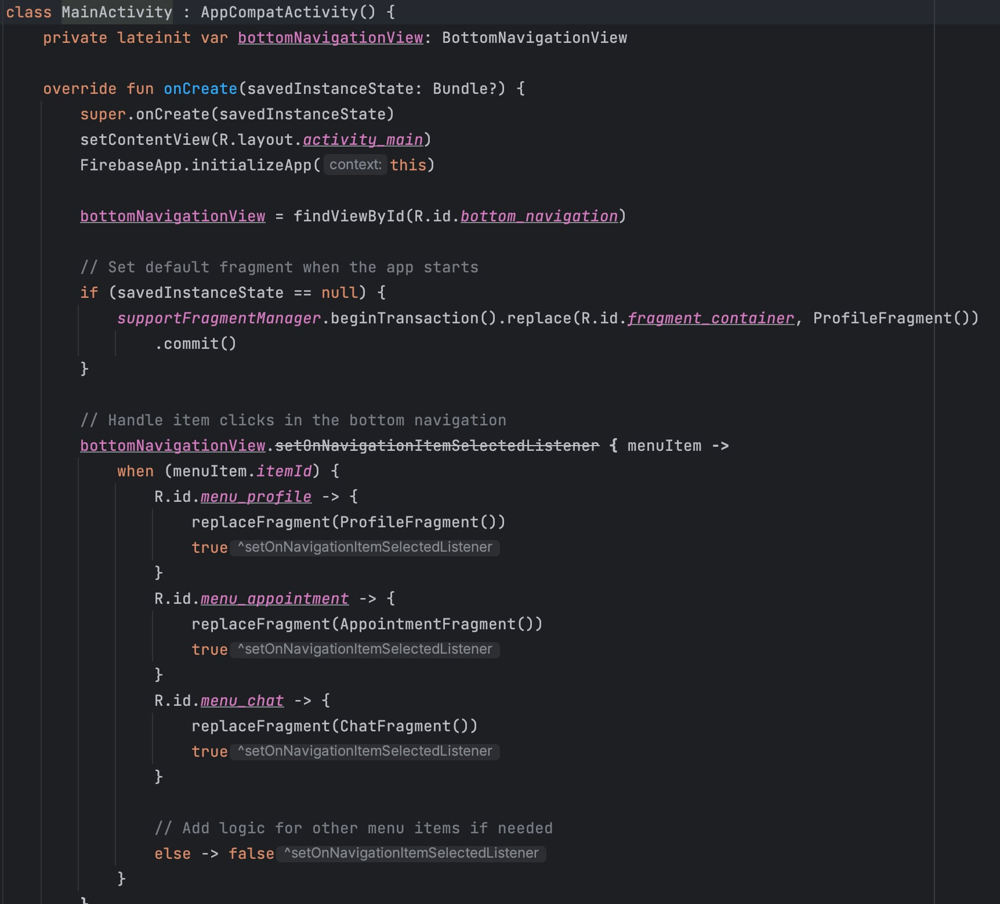 class MainActivity : AppCompatActivity() {
    private lateinit var bottomNavigationView: BottomNavigationView

    override fun onCreate(savedInstanceState: Bundle?) {
        super.onCreate(savedInstanceState)
        setContentView(R.layout.activity_main)
        FirebaseApp.initializeApp( context: this)

        bottomNavigationView = findViewById(R.id.bottom_navigation)

        // Set default fragment when the app starts
        if (savedInstanceState == null) {
            supportFragmentManager.beginTransaction().replace(R.id.fragment_container, ProfileFragment())
                .commit()
        }

        // Handle item clicks in the bottom navigation
        bottomNavigationView.setOnNavigationItemSelectedListener { menuItem ->
            when (menuItem.itemId) {
                R.id.menu_profile -> {
                    replaceFragment(ProfileFragment())
                    true ^setOnNavigationItemSelectedListener
                }
                R.id.menu_appointment -> {
                    replaceFragment(AppointmentFragment())
                    true ^setOnNavigationItemSelectedListener
                }
                R.id.menu_chat -> {
                    replaceFragment(ChatFragment())
                    true ^setOnNavigationItemSelectedListener
                }

                // Add logic for other menu items if needed
                else -> false ^setOnNavigationItemSelectedListener
            }
        }